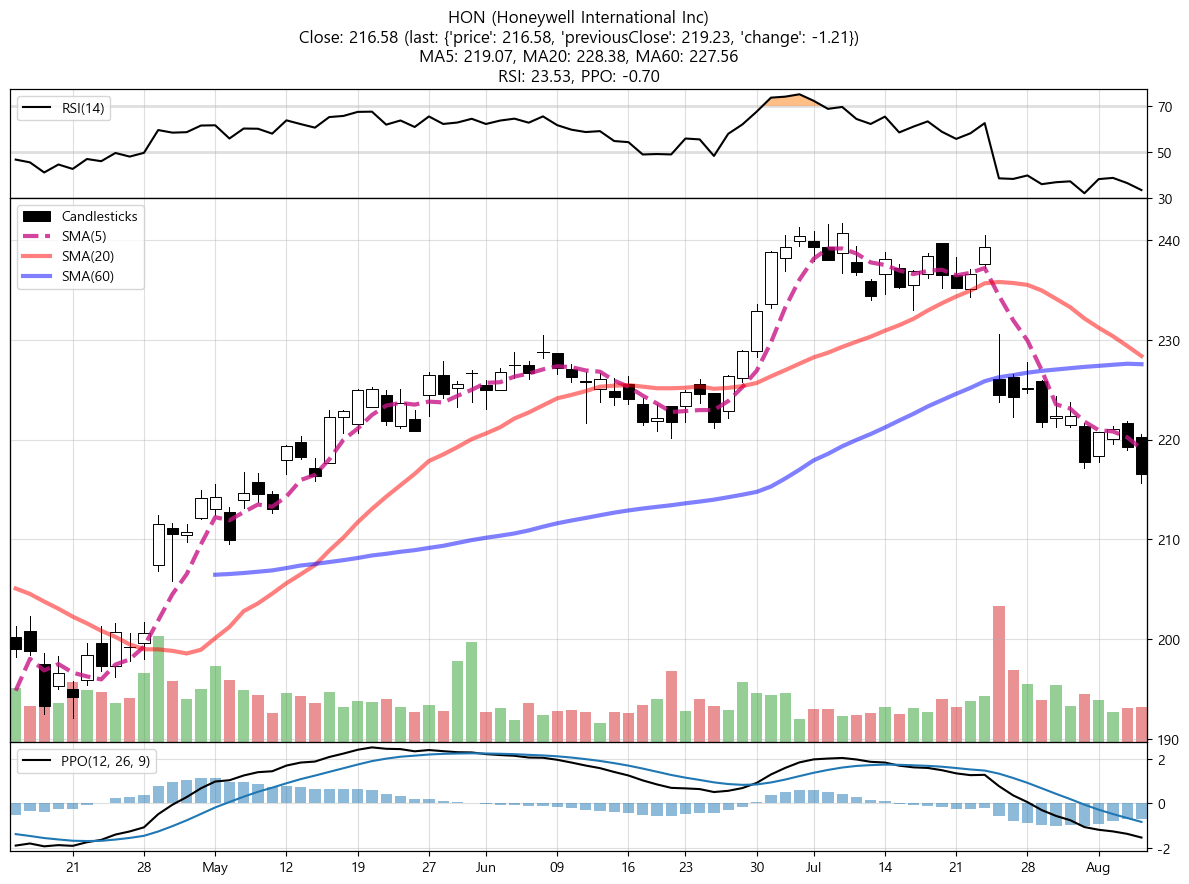 HON (Honeywell International Inc)
Close: 216.58 (last: {'price': 216.58, 'previousClose': 219.23, 'change': -1.21})
MA5: 219.07, MA20: 228.38, MA60: 227.56
RSI: 23.53, PPO: -0.70
RSI(14)
70
50
30
Candlesticks
SMA(5)
SMA(20)
SMA(60)
240
230
220
210
200
190
PPO(12, 26, 9)
2
0
-2
21 28 May 12 19 27 Jun 09 16 23 30 Jul 14 21 28 Aug